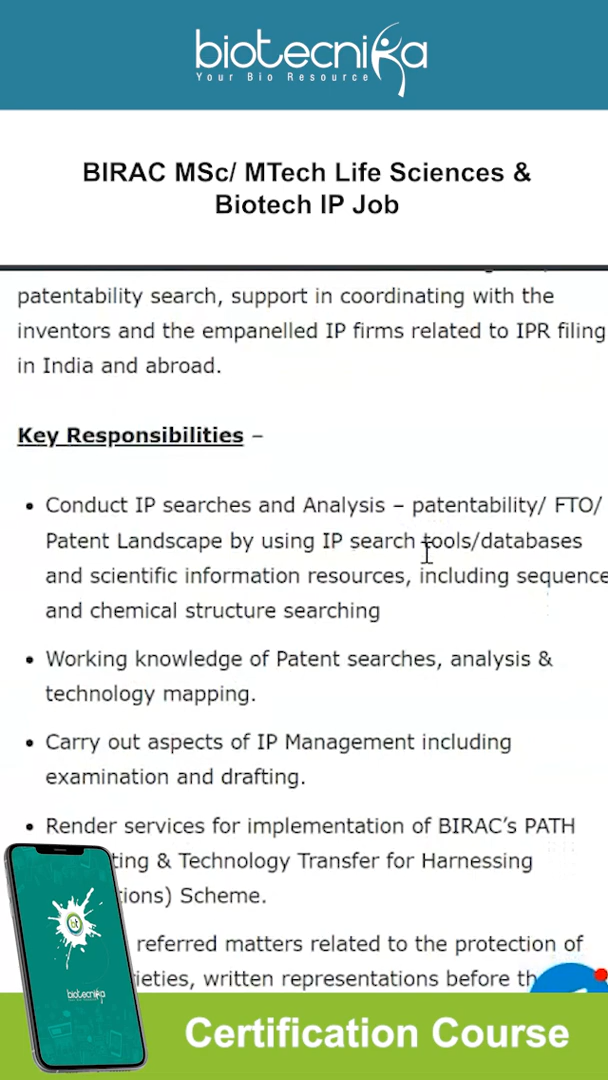 biotecnika
Your Bio Resource
BIRAC MSc/ MTech Life Sciences &
Biotech IP Job
patentability search, support in coordinating with the
inventors and the empanelled IP firms related to IPR filing
in India and abroad.
Key Responsibilities –
• Conduct IP searches and Analysis – patentability/ FTO/
Patent Landscape by using IP search tools/databases
and scientific information resources, including sequence
and chemical structure searching
• Working knowledge of Patent searches, analysis &
technology mapping.
• Carry out aspects of IP Management including
examination and drafting.
• Render services for implementation of BIRAC’s PATH
ting & Technology Transfer for Harnessing
tions) Scheme.
referred matters related to the protection of
ieties, written representations before th
bt
biotecnika
Certification Course